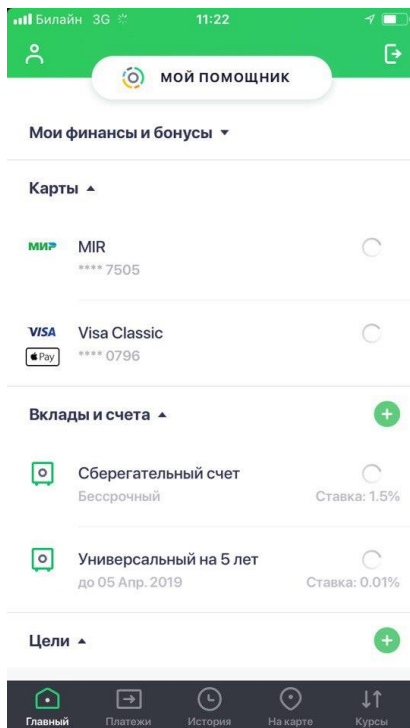 Билайн 3G 11:22
МОЙ ПОМОЩНИК
Мои финансы и бонусы
Карты
МИР MIR
**** 7505
VISA Visa Classic
Pay **** 0796
Вклады и счета
Сберегательный счет
Бессрочный Ставка: 1.5%
Универсальный на 5 лет
до 05 Апр. 2019 Ставка: 0.01%
Цели
Главный Платежи История На карте Курсы